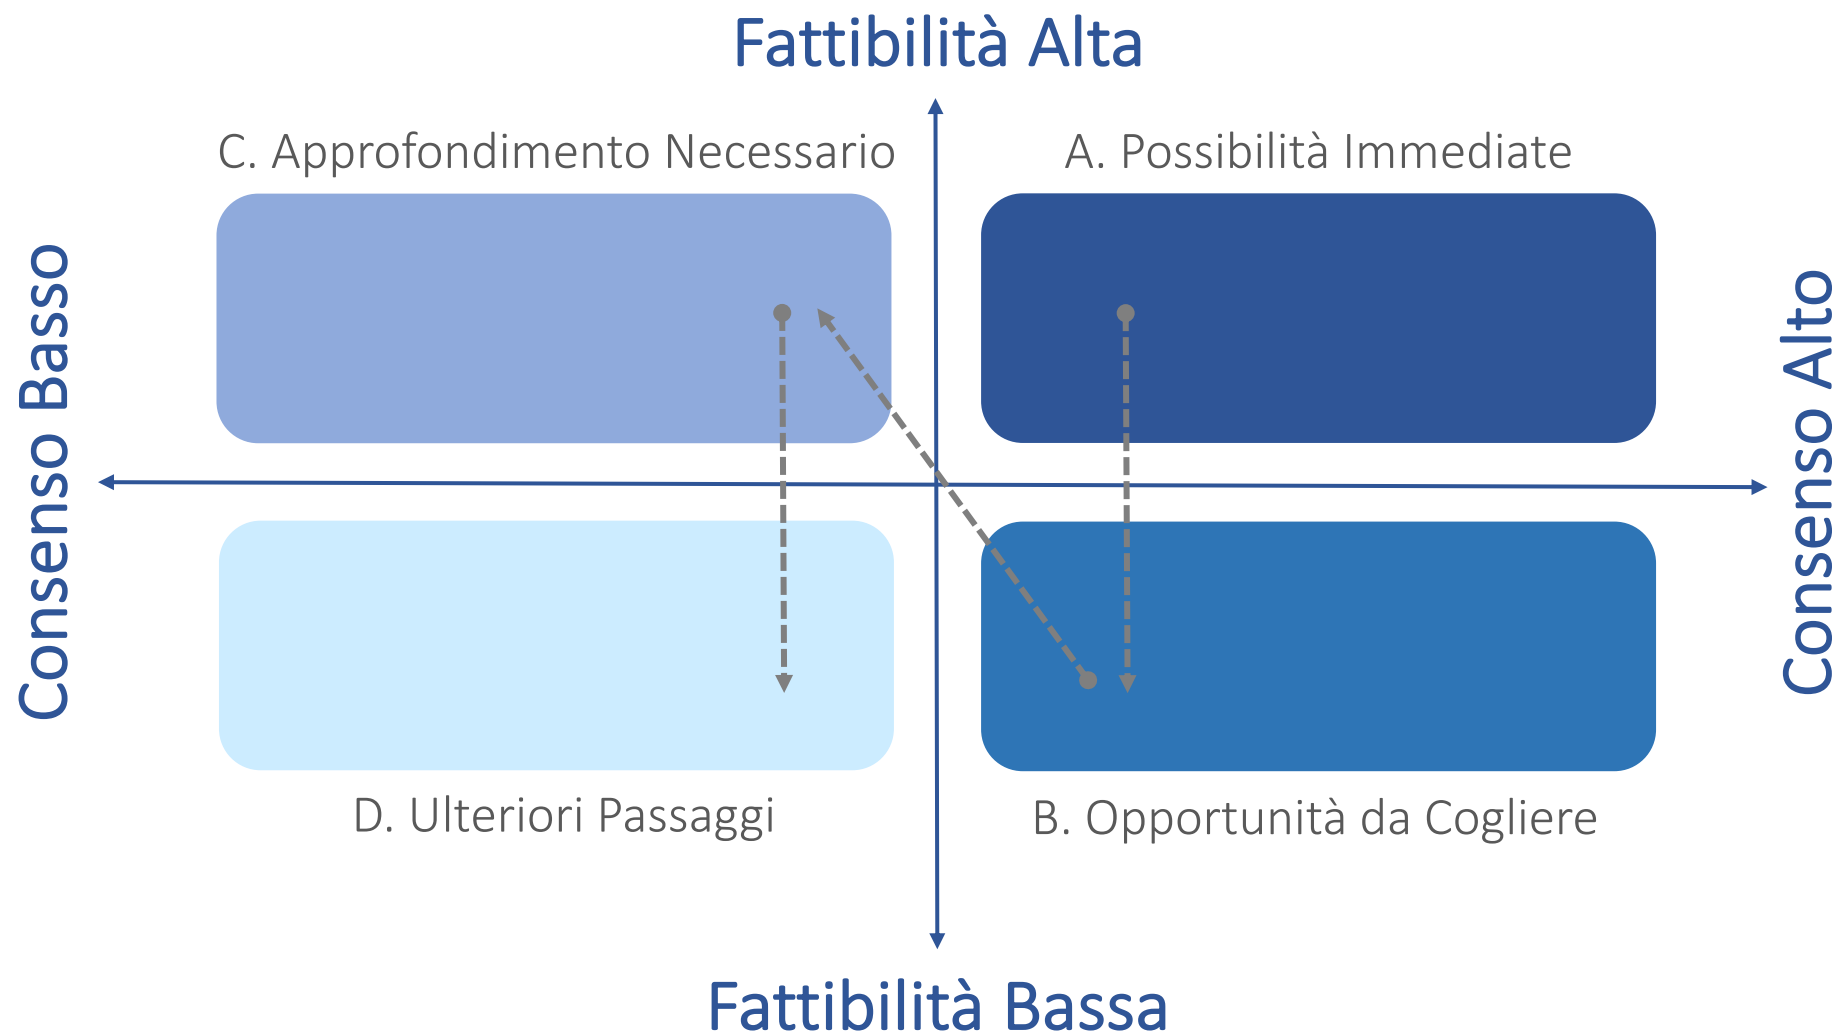 Fattibilità Alta
C. Approfondimento Necessario
A. Possibilità Immediate
Consenso Basso
Consenso Alto
D. Ulteriori Passaggi
B. Opportunità da Cogliere
Fattibilità Bassa